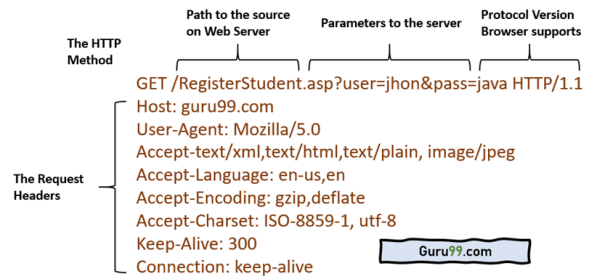 Path to the source
on Web Server
Parameters to the server
Protocol Version
Browser supports
The HTTP
Method
GET /RegisterStudent.asp?user=jhon&pass=java HTTP/1.1
Host: guru99.com
User-Agent: Mozilla/5.0
Accept-text/xml,text/html,text/plain, image/jpeg
Accept-Language: en-us,en
Accept-Encoding: gzip,deflate
Accept-Charset: ISO-8859-1, utf-8
Keep-Alive: 300
Connection: keep-alive
The Request
Headers
Guru99.com